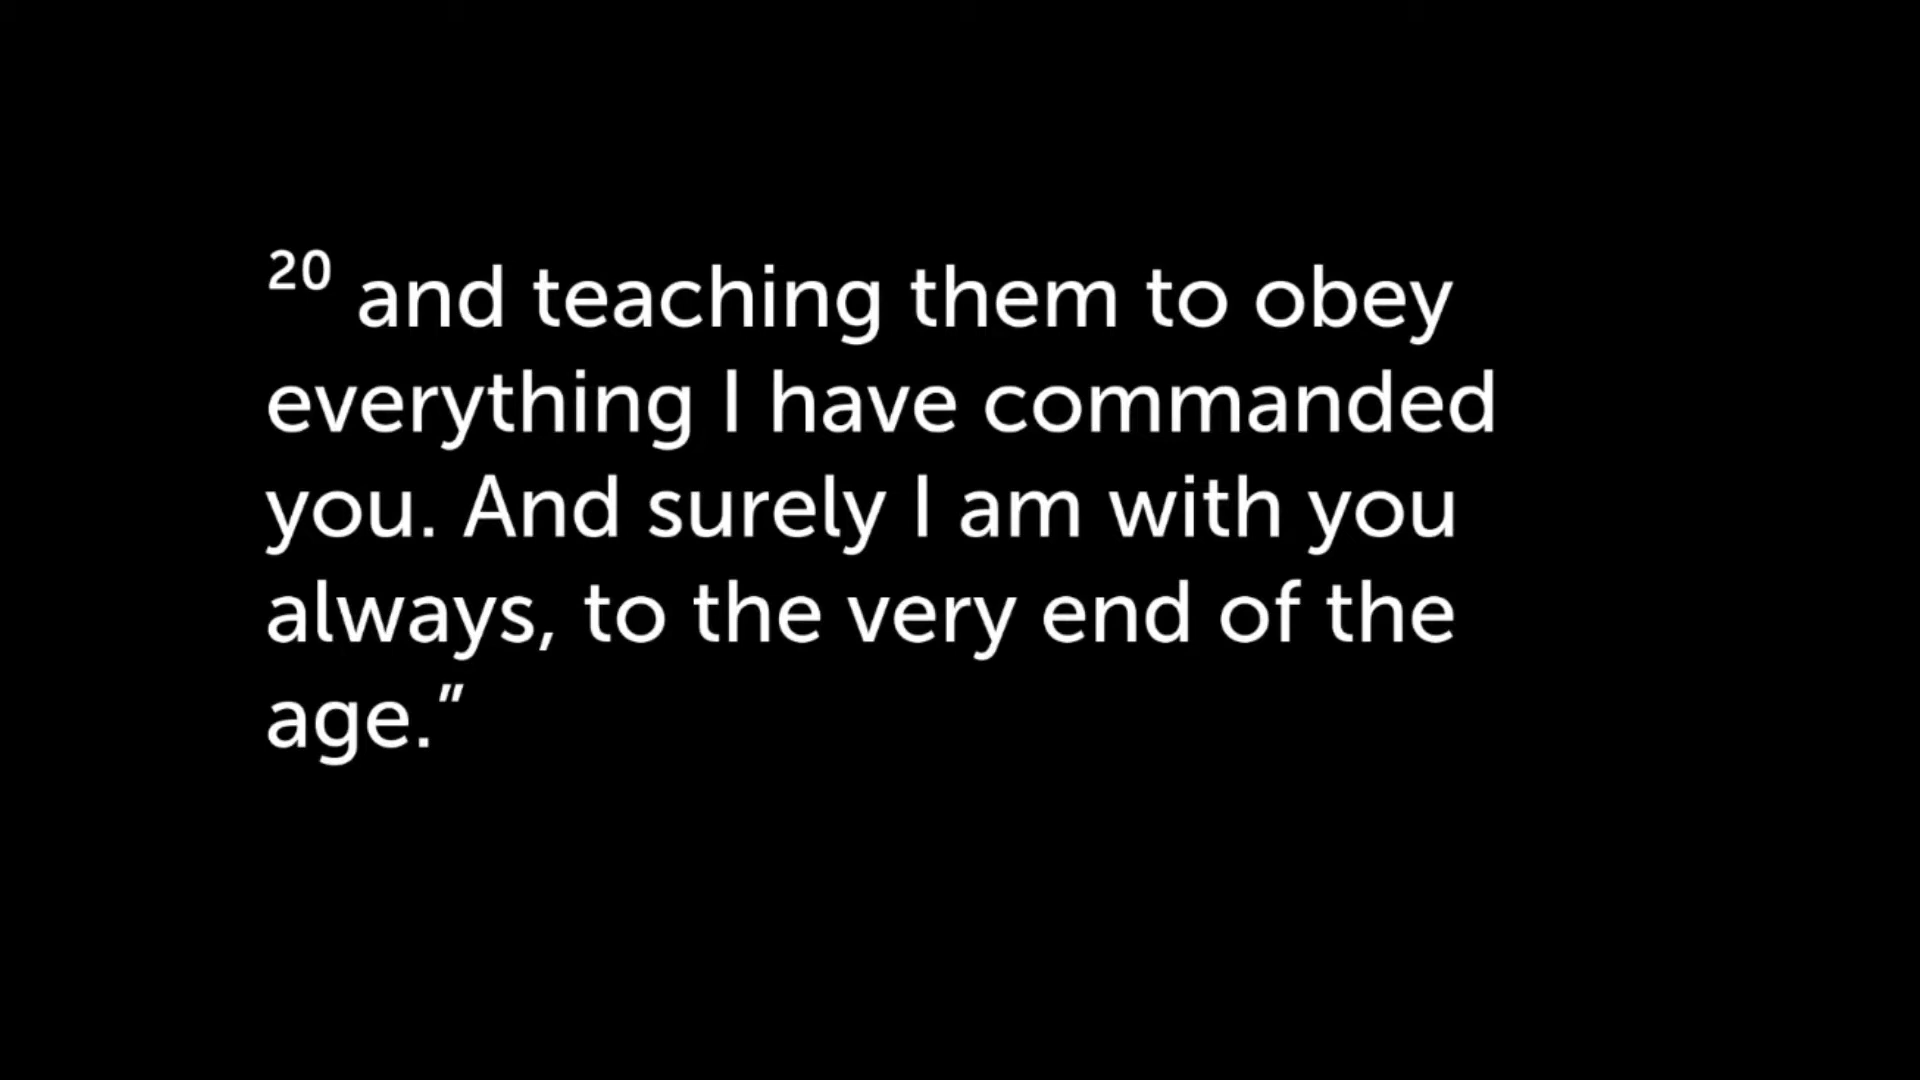 20 and teaching them to obey
everything I have commanded
you. And surely I am with you
always, to the very end of the
age.”